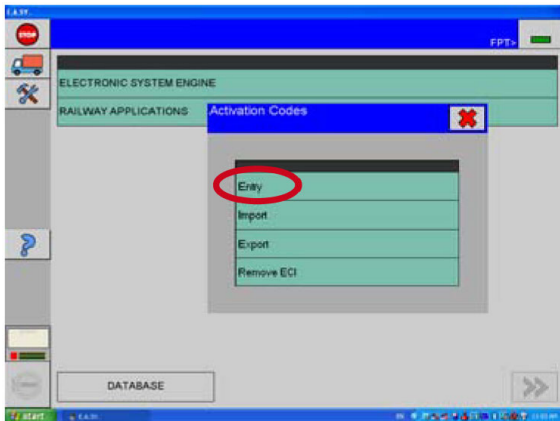 E.A.SY.
STOP
FPT>
ELECTRONIC SYSTEM ENGINE
RAILWAY APPLICATIONS
Activation Codes
Entry
Import
Export
Remove ECI
DATABASE
start
E.A.SY.